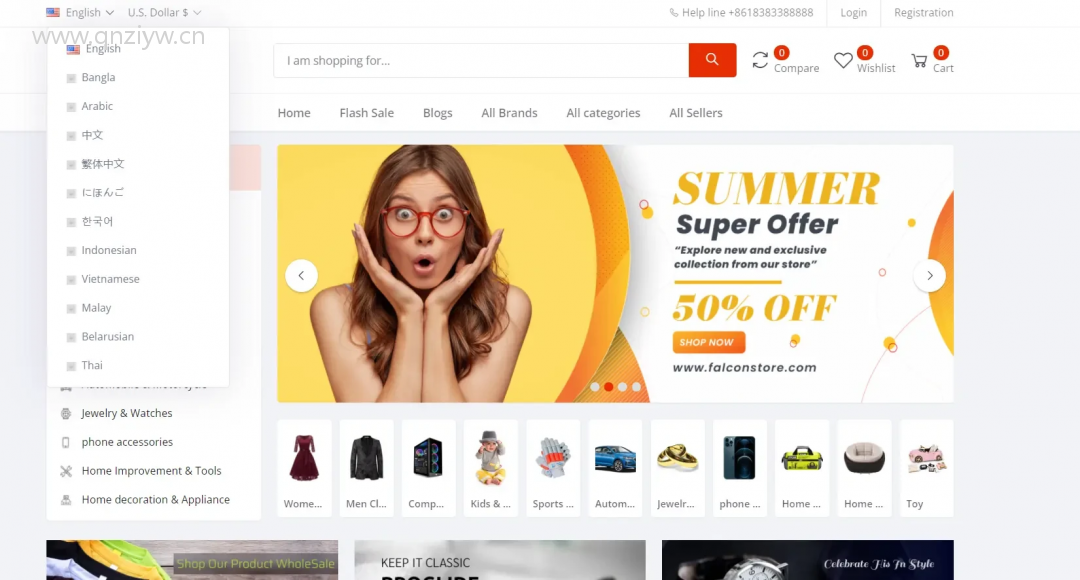 English
U.S. Dollar $
Help line +8618383388888
Login
Registration
www.qnziyw.cn
English
Bangla
Arabic
中文
繁体中文
にほんご
한국어
Indonesian
Vietnamese
Malay
Belarusian
Thai
I am shopping for...
0
Compare
0
Wishlist
0
Cart
Home
Flash Sale
Blogs
All Brands
All categories
All Sellers
Jewelry & Watches
phone accessories
Home Improvement & Tools
Home decoration & Appliance
SUMMER
Super Offer
“Explore new and exclusive
collection from our store”
50% OFF
SHOP NOW
www.falconstore.com
Wome...
Men Cl...
Comp...
Kids & ...
Sports ...
Autom...
Jewelr...
phone ...
Home ...
Home ...
Toy
Shop Our Product WholeSale
KEEP IT CLASSIC
Celebrate His In Style